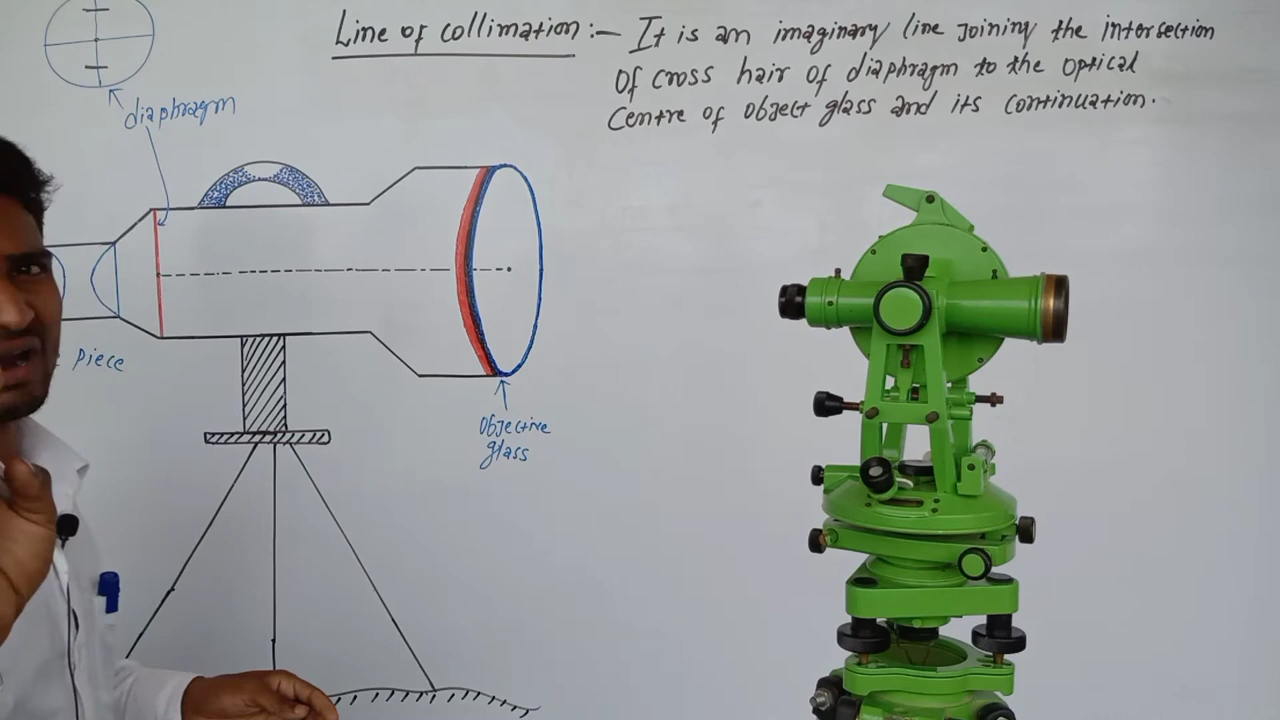 Line of collimation :- It is an imaginary line Joining the intersection
Of cross hair of diaphragm to the optical
Centre of object glass and its continuation.
diaphragm
Piece
Objective
glass